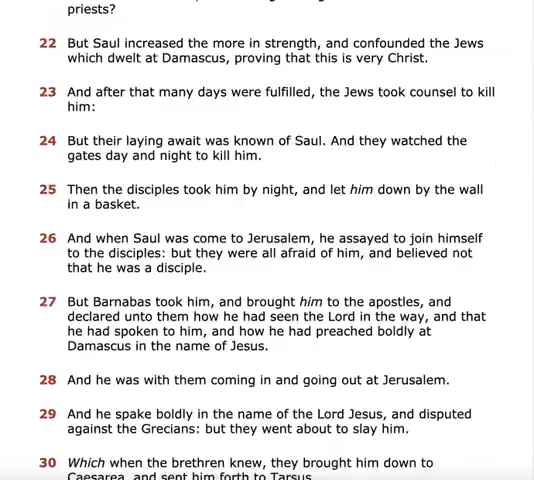 priests?
22 But Saul increased the more in strength, and confounded the Jews
which dwelt at Damascus, proving that this is very Christ.
23 And after that many days were fulfilled, the Jews took counsel to kill
him:
24 But their laying await was known of Saul. And they watched the
gates day and night to kill him.
25 Then the disciples took him by night, and let him down by the wall
in a basket.
26 And when Saul was come to Jerusalem, he assayed to join himself
to the disciples: but they were all afraid of him, and believed not
that he was a disciple.
27 But Barnabas took him, and brought him to the apostles, and
declared unto them how he had seen the Lord in the way, and that
he had spoken to him, and how he had preached boldly at
Damascus in the name of Jesus.
28 And he was with them coming in and going out at Jerusalem.
29 And he spake boldly in the name of the Lord Jesus, and disputed
against the Grecians: but they went about to slay him.
30 Which when the brethren knew, they brought him down to
Caesarea, and sent him forth to Tarsus.